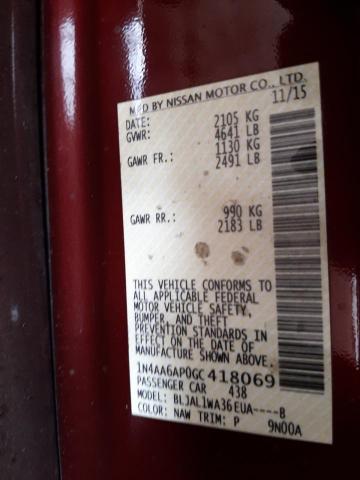 MFD BY NISSAN MOTOR CO., LTD.
DATE: 11/15
GVWR: 2105 KG
4641 LB
GAWR FR.: 1130 KG
2491 LB
GAWR RR.: 990 KG
2183 LB
THIS VEHICLE CONFORMS TO
ALL APPLICABLE FEDERAL
MOTOR VEHICLE SAFETY,
BUMPER, AND THEFT
PREVENTION STANDARDS IN
EFFECT ON THE DATE OF
MANUFACTURE SHOWN ABOVE.
1N4AA6AP0GC418069
PASSENGER CAR 438
MODEL: BLJAL1WA36EUA----B
COLOR: NAW TRIM: P 9N00A